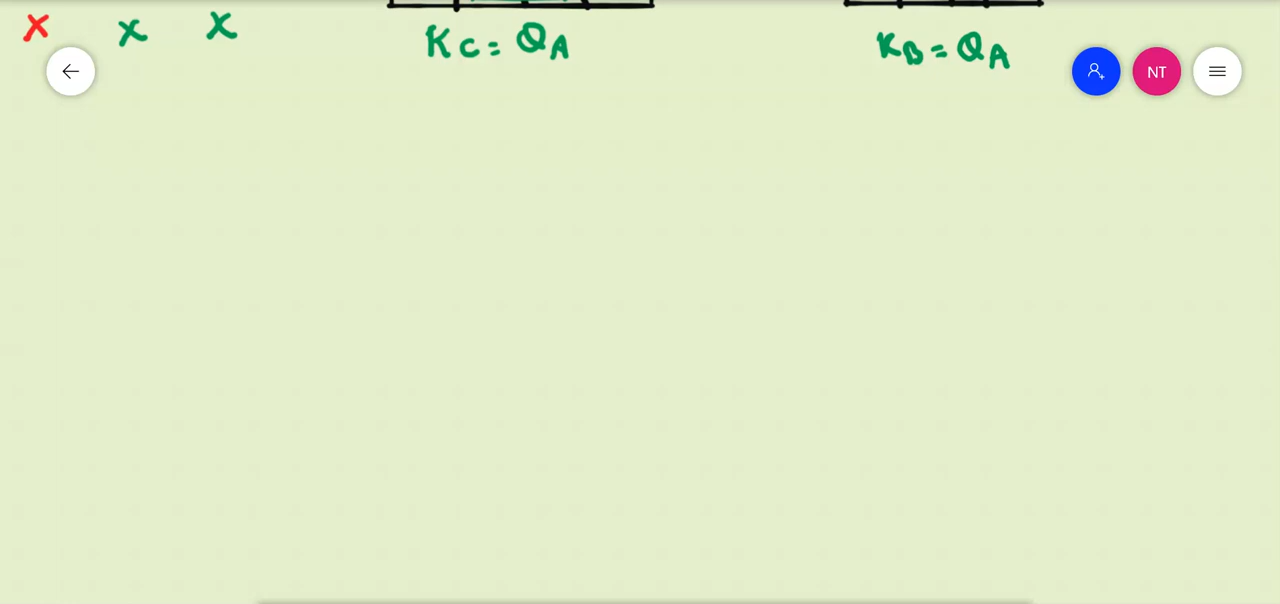 x x x
Kc = QA
KB = QA
NT